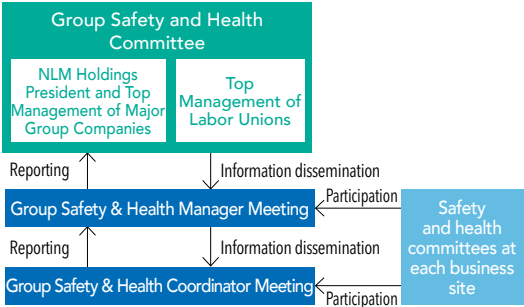 Group Safety and Health
Committee
NLM Holdings
President and Top
Management of Major
Group Companies
Top
Management of
Labor Unions
Reporting
Information dissemination
Group Safety & Health Manager Meeting
Participation
Safety
and health
committees at
each business
site
Reporting
Information dissemination
Group Safety & Health Coordinator Meeting
Participation